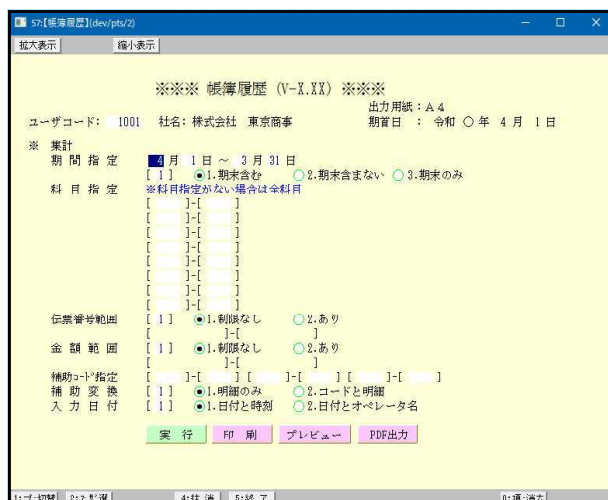 57:【帳簿履歴】(dev/pts/2)
拡大表示 縮小表示
※※※ 帳簿履歴 (V-X.XX) ※※※
出力用紙：A4
ユーザコード： 1001 社名：株式会社 東京商事 期首日 ： 令和 〇年 4 月 1 日
※ 集計
期 間 指 定 4 月 1 日 ～ 3 月 31 日
[ 1 ] 1.期末含む 2.期末含まない 3.期末のみ
科 目 指 定 ※科目指定がない場合は全科目
[ ]-[ ]
[ ]-[ ]
[ ]-[ ]
[ ]-[ ]
[ ]-[ ]
[ ]-[ ]
[ ]-[ ]
[ ]-[ ]
伝票番号範囲 [ 1 ] 1.制限なし 2.あり
[ ]-[ ]
金 額 範 囲 [ 1 ] 1.制限なし 2.あり
[ ]-[ ]
補助ｺｰﾄﾞ指定 [ ]-[ ] [ ]-[ ] [ ]-[ ]
補 助 変 換 [ 1 ] 1.明細のみ 2.コードと明細
入 力 日 付 [ 1 ] 1.日付と時刻 2.日付とオペレータ名
実 行 印 刷 プレビュー PDF出力
4:抹 消 5:終 了